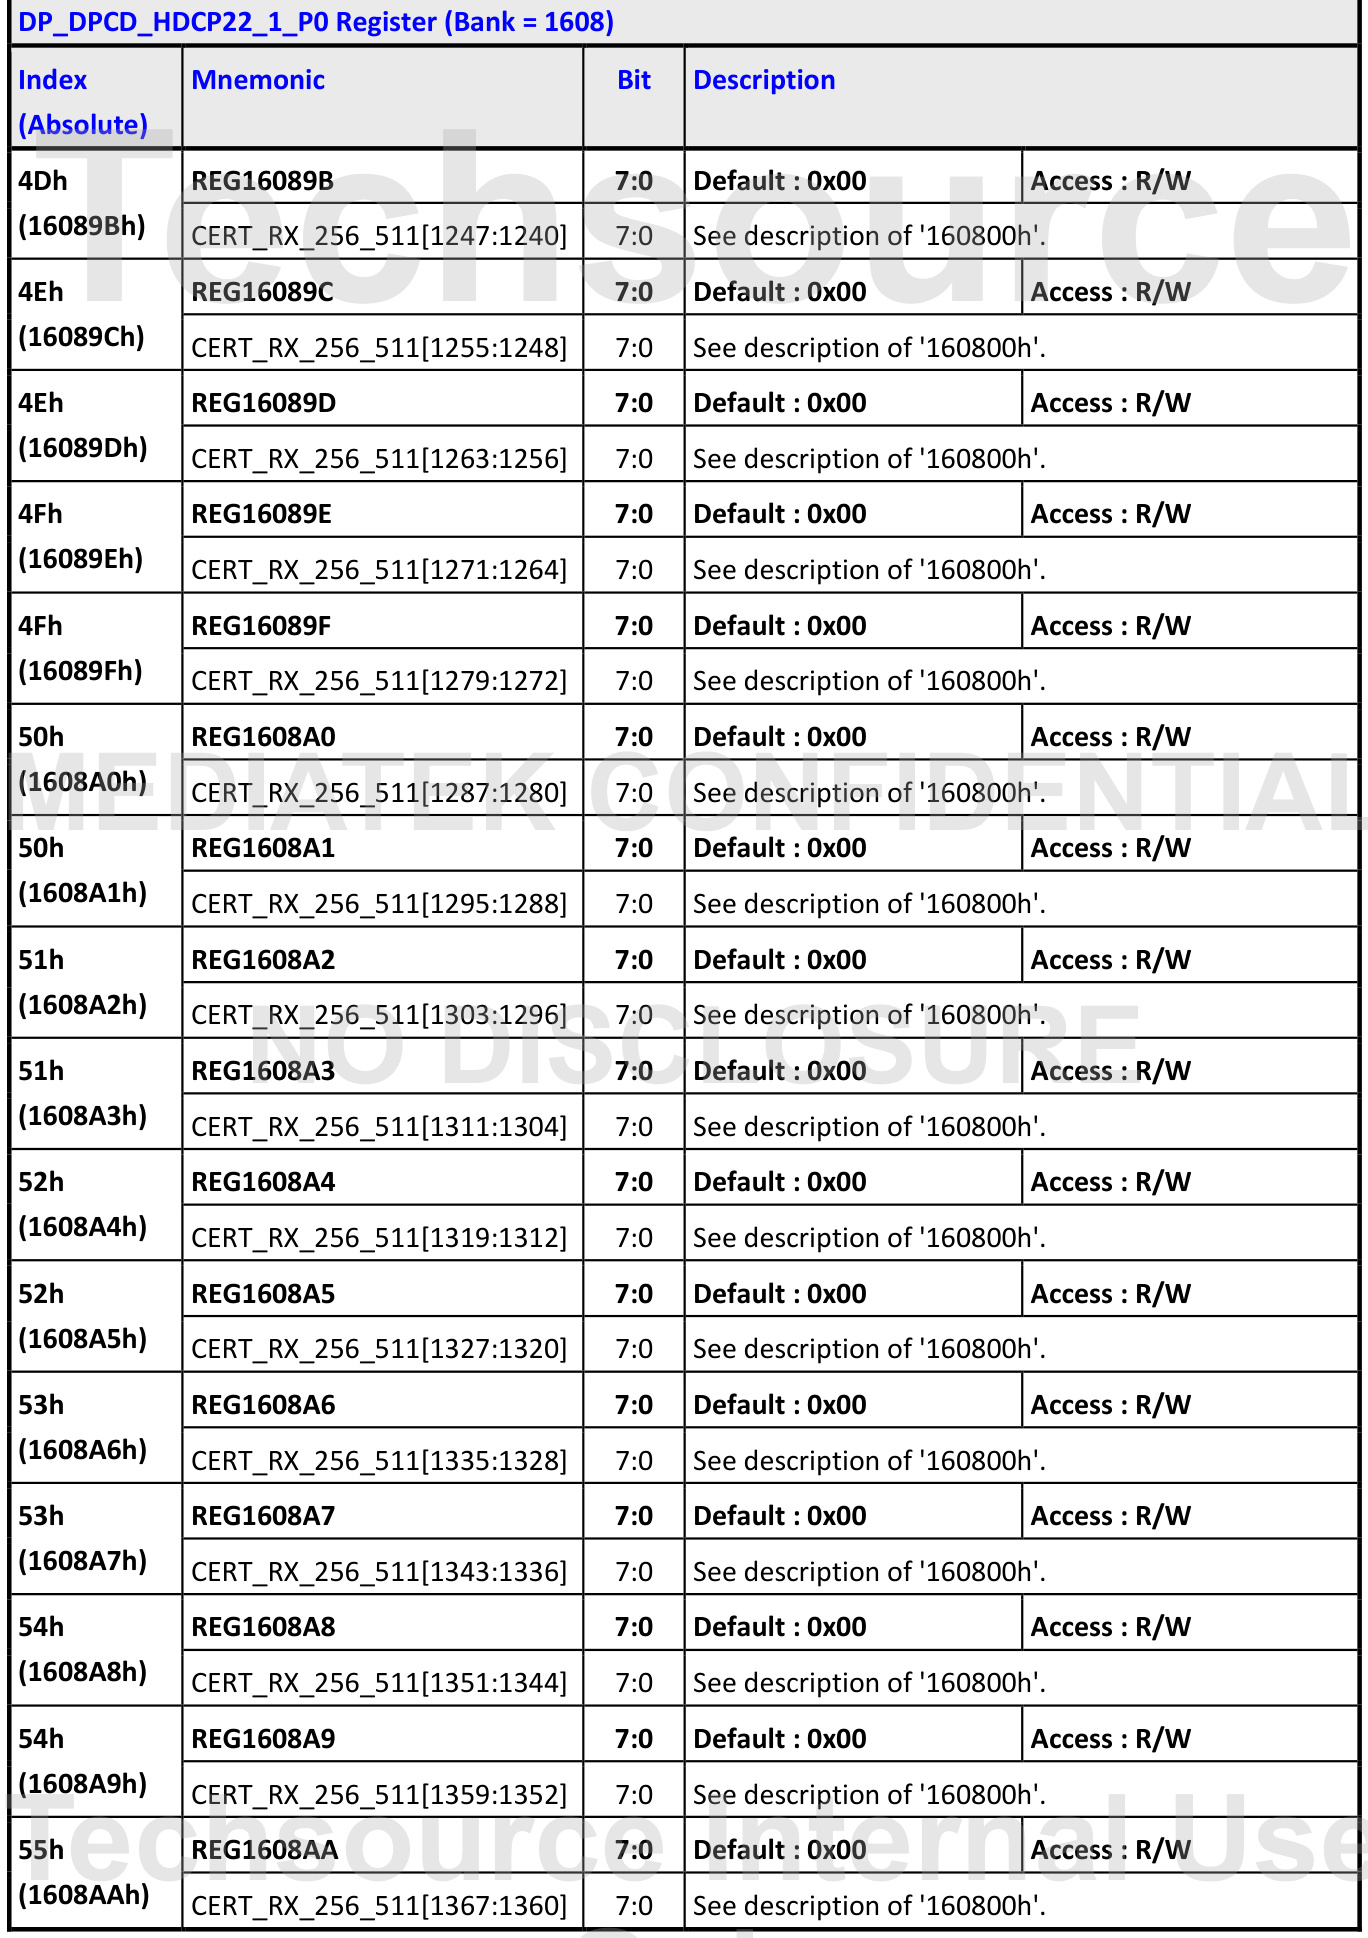 DP_DPCD_HDCP22_1_P0 Register (Bank = 1608)
Index (Absolute) Mnemonic Bit Description
4Dh REG16089B 7:0 Default : 0x00 Access : R/W
(16089Bh) CERT_RX_256_511[1247:1240] 7:0 See description of '160800h'.
4Eh REG16089C 7:0 Default : 0x00 Access : R/W
(16089Ch) CERT_RX_256_511[1255:1248] 7:0 See description of '160800h'.
4Eh REG16089D 7:0 Default : 0x00 Access : R/W
(16089Dh) CERT_RX_256_511[1263:1256] 7:0 See description of '160800h'.
4Fh REG16089E 7:0 Default : 0x00 Access : R/W
(16089Eh) CERT_RX_256_511[1271:1264] 7:0 See description of '160800h'.
4Fh REG16089F 7:0 Default : 0x00 Access : R/W
(16089Fh) CERT_RX_256_511[1279:1272] 7:0 See description of '160800h'.
50h REG1608A0 7:0 Default : 0x00 Access : R/W
(1608A0h) CERT_RX_256_511[1287:1280] 7:0 See description of '160800h'.
50h REG1608A1 7:0 Default : 0x00 Access : R/W
(1608A1h) CERT_RX_256_511[1295:1288] 7:0 See description of '160800h'.
51h REG1608A2 7:0 Default : 0x00 Access : R/W
(1608A2h) CERT_RX_256_511[1303:1296] 7:0 See description of '160800h'.
51h REG1608A3 7:0 Default : 0x00 Access : R/W
(1608A3h) CERT_RX_256_511[1311:1304] 7:0 See description of '160800h'.
52h REG1608A4 7:0 Default : 0x00 Access : R/W
(1608A4h) CERT_RX_256_511[1319:1312] 7:0 See description of '160800h'.
52h REG1608A5 7:0 Default : 0x00 Access : R/W
(1608A5h) CERT_RX_256_511[1327:1320] 7:0 See description of '160800h'.
53h REG1608A6 7:0 Default : 0x00 Access : R/W
(1608A6h) CERT_RX_256_511[1335:1328] 7:0 See description of '160800h'.
53h REG1608A7 7:0 Default : 0x00 Access : R/W
(1608A7h) CERT_RX_256_511[1343:1336] 7:0 See description of '160800h'.
54h REG1608A8 7:0 Default : 0x00 Access : R/W
(1608A8h) CERT_RX_256_511[1351:1344] 7:0 See description of '160800h'.
54h REG1608A9 7:0 Default : 0x00 Access : R/W
(1608A9h) CERT_RX_256_511[1359:1352] 7:0 See description of '160800h'.
55h REG1608AA 7:0 Default : 0x00 Access : R/W
(1608AAh) CERT_RX_256_511[1367:1360] 7:0 See description of '160800h'.
Techsource
MEDIATEK CONFIDENTIAL
NO DISCLOSURE
Techsource Internal Use